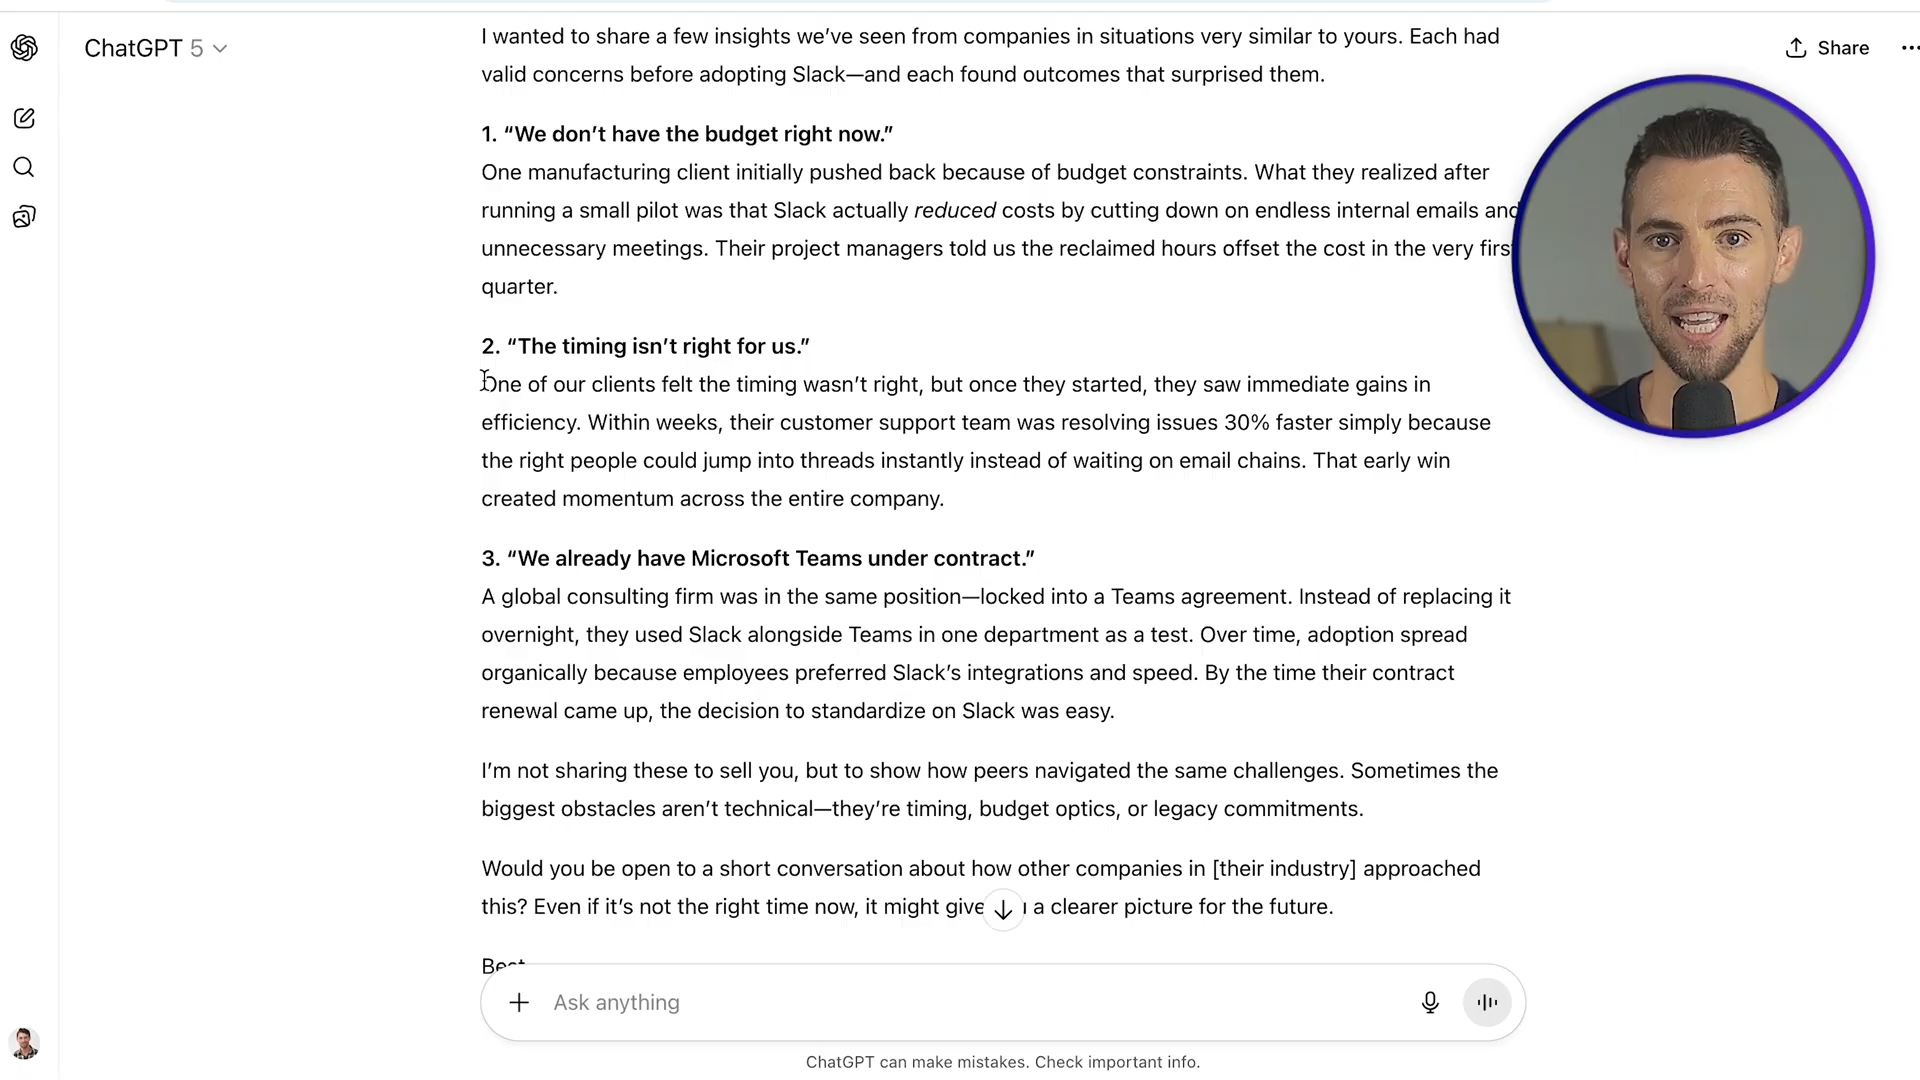 ChatGPT 5
Share
I wanted to share a few insights we’ve seen from companies in situations very similar to yours. Each had
valid concerns before adopting Slack—and each found outcomes that surprised them.
1. “We don’t have the budget right now.”
One manufacturing client initially pushed back because of budget constraints. What they realized after
running a small pilot was that Slack actually reduced costs by cutting down on endless internal emails and
unnecessary meetings. Their project managers told us the reclaimed hours offset the cost in the very first
quarter.
2. “The timing isn’t right for us.”
One of our clients felt the timing wasn’t right, but once they started, they saw immediate gains in
efficiency. Within weeks, their customer support team was resolving issues 30% faster simply because
the right people could jump into threads instantly instead of waiting on email chains. That early win
created momentum across the entire company.
3. “We already have Microsoft Teams under contract.”
A global consulting firm was in the same position—locked into a Teams agreement. Instead of replacing it
overnight, they used Slack alongside Teams in one department as a test. Over time, adoption spread
organically because employees preferred Slack’s integrations and speed. By the time their contract
renewal came up, the decision to standardize on Slack was easy.
I’m not sharing these to sell you, but to show how peers navigated the same challenges. Sometimes the
biggest obstacles aren’t technical—they’re timing, budget optics, or legacy commitments.
Would you be open to a short conversation about how other companies in [their industry] approached
this? Even if it’s not the right time now, it might give a clearer picture for the future.
Best
Ask anything
ChatGPT can make mistakes. Check important info.